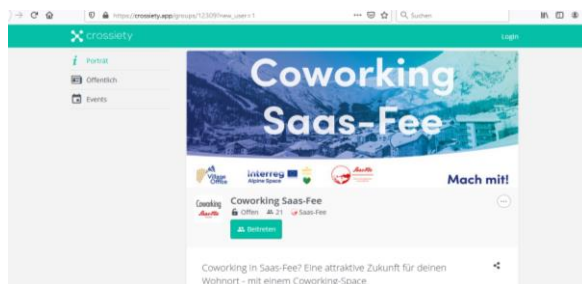 https://crossiety.app/groups/12309?new_user=1
Suchen
crossiety
Login
Porträt
Öffentlich
Events
Coworking
Saas-Fee
Village
Office
Interreg
Alpine Space
Mach mit!
Coworking
Saas-Fee
Coworking Saas-Fee
Offen 21 Saas-Fee
Beitreten
Coworking in Saas-Fee? Eine attraktive Zukunft für deinen
Wohnort - mit einem Coworking-Space